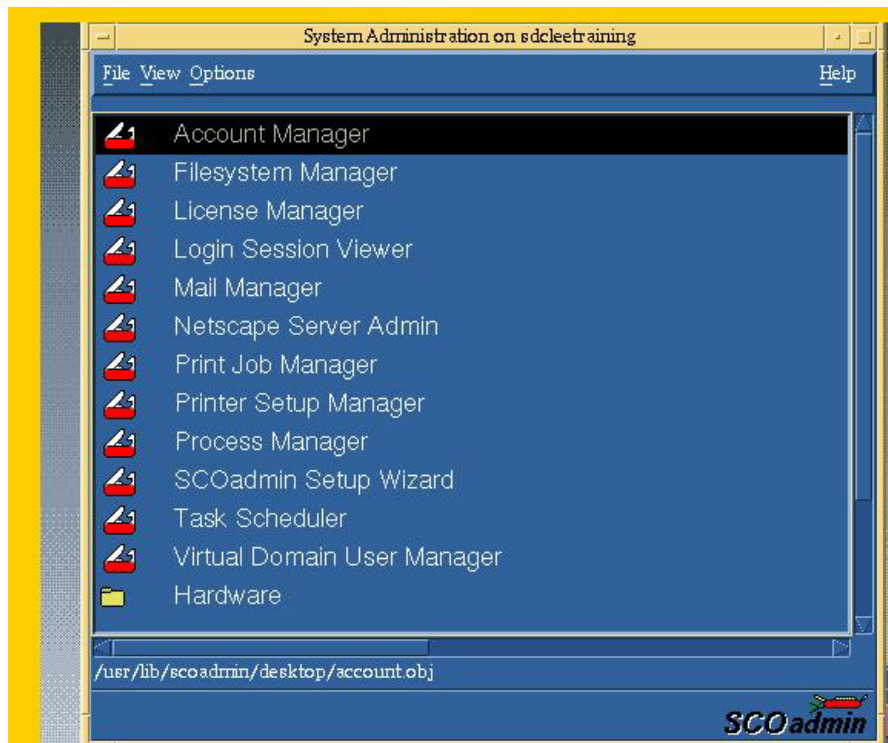 System Administration on sdcleetraining
File View Options Help
Account Manager
Filesystem Manager
License Manager
Login Session Viewer
Mail Manager
Netscape Server Admin
Print Job Manager
Printer Setup Manager
Process Manager
SCOadmin Setup Wizard
Task Scheduler
Virtual Domain User Manager
Hardware
/usr/lib/scoadmin/desktop/account.obj
SCOadmin